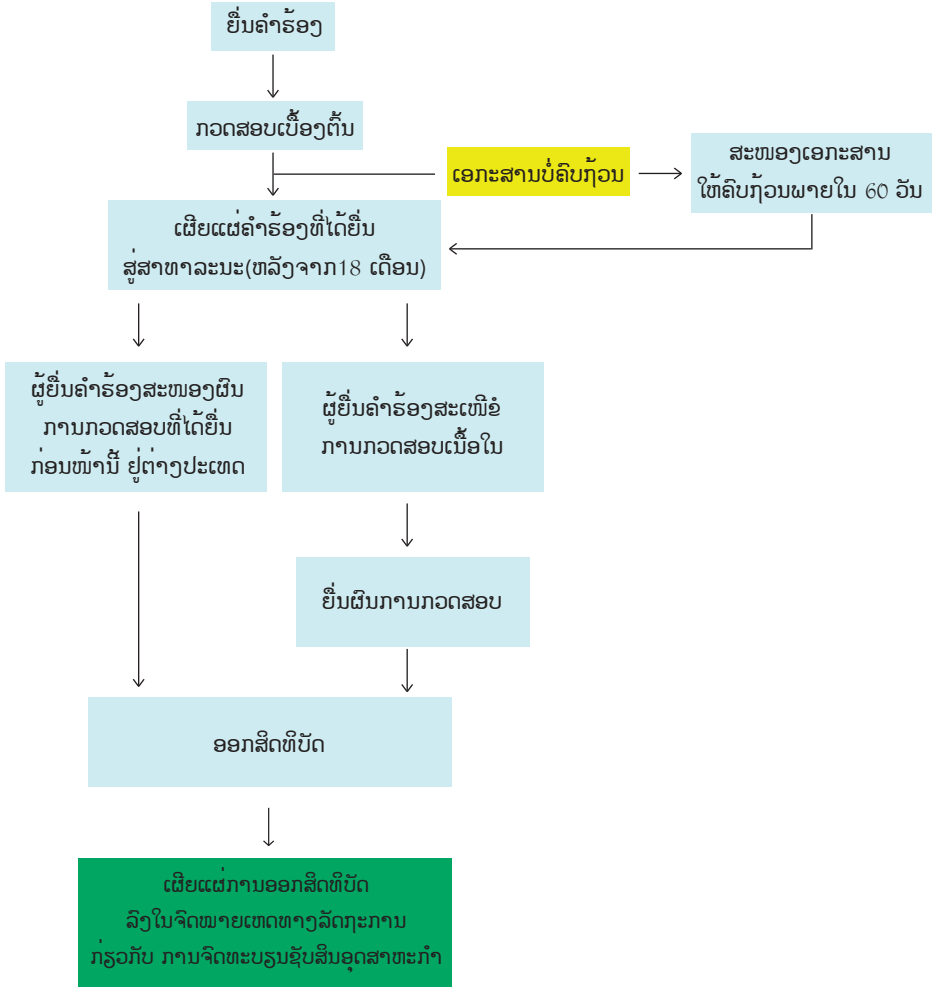 ຍື່ນຄໍາຮ້ອງ
ກວດສອບເບື້ອງຕົ້ນ
ເອກະສານບໍ່ຄົບຖ້ວນ
ສະໜອງເອກະສານ
ໃຫ້ຄົບຖ້ວນພາຍໃນ 60 ວັນ
ເຜີຍແຜ່ຄໍາຮ້ອງທີ່ໄດ້ຍື່ນ
ສູ່ສາທາລະນະ(ຫລັງຈາກ18 ເດືອນ)
ຜູ້ຍື່ນຄໍາຮ້ອງສະໜອງຜົນ
ການກວດສອບທີ່ໄດ້ຍື່ນ
ກ່ອນໜ້ານີ້ ຢູ່ຕ່າງປະເທດ
ຜູ້ຍື່ນຄໍາຮ້ອງສະເໜີຂໍ
ການກວດສອບເນື້ອໃນ
ຍື່ນຜົນການກວດສອບ
ອອກສິດທິບັດ
ເຜີຍແຜ່ການອອກສິດທິບັດ
ລົງໃນຈົດໝາຍເຫດທາງລັດຖະການ
ກ່ຽວກັບ ການຈົດທະບຽນຊັບສິນອຸດສາຫະກໍາ